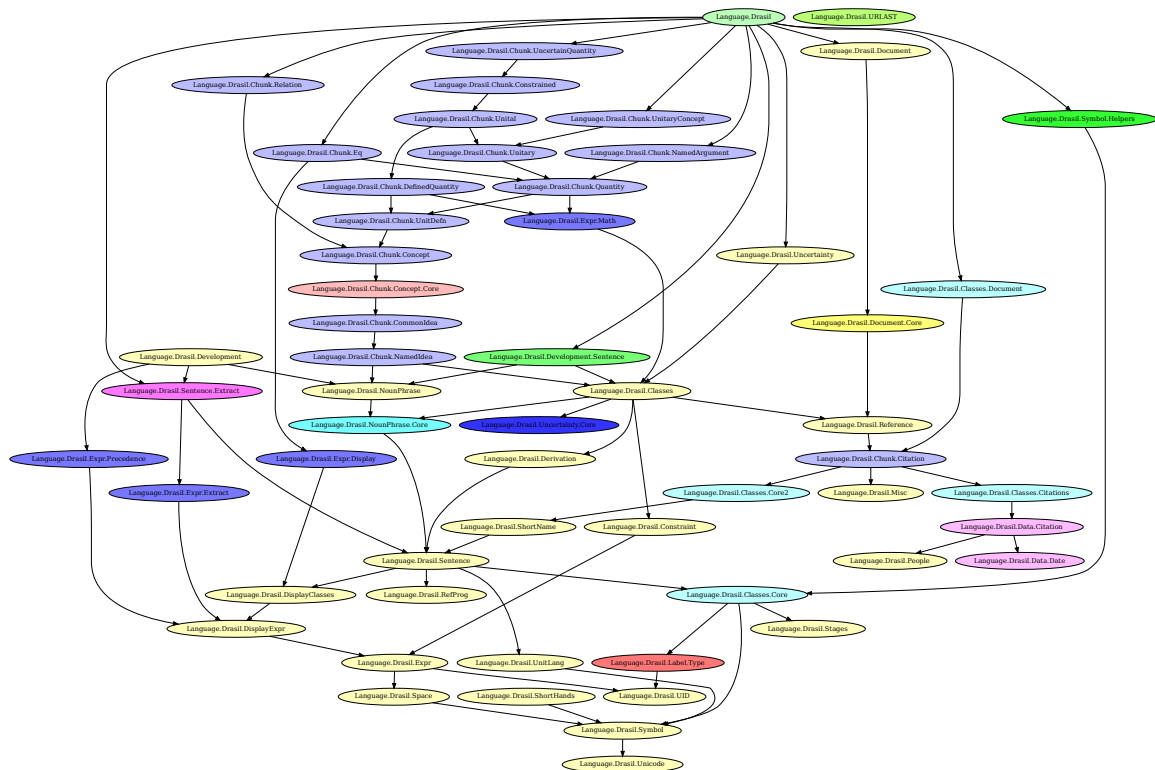 Language.Drasil
Language.Drasil.URI.AST
Language.Drasil.Chunk.UncertainQuantity
Language.Drasil.Document
Language.Drasil.Chunk.Relation
Language.Drasil.Chunk.Constrained
Language.Drasil.Chunk.Unital
Language.Drasil.Chunk.UnitaryConcept
Language.Drasil.Symbol.Helpers
Language.Drasil.Chunk.Eq
Language.Drasil.Chunk.Unitary
Language.Drasil.Chunk.NamedArgument
Language.Drasil.Chunk.DefinedQuantity
Language.Drasil.Chunk.Quantity
Language.Drasil.Chunk.UnitDefn
Language.Drasil.Expr.Math
Language.Drasil.Chunk.Concept
Language.Drasil.Uncertainty
Language.Drasil.Chunk.Concept.Core
Language.Drasil.Classes.Document
Language.Drasil.Chunk.CommonIdea
Language.Drasil.Document.Core
Language.Drasil.Development
Language.Drasil.Chunk.NamedIdea
Language.Drasil.Development.Sentence
Language.Drasil.Sentence.Extract
Language.Drasil.NounPhrase
Language.Drasil.Classes
Language.Drasil.NounPhrase.Core
Language.Drasil.Uncertainty.Core
Language.Drasil.Reference
Language.Drasil.Expr.Precedence
Language.Drasil.Expr.Display
Language.Drasil.Derivation
Language.Drasil.Chunk.Citation
Language.Drasil.Expr.Extract
Language.Drasil.Classes.Core2
Language.Drasil.Misc
Language.Drasil.Classes.Citations
Language.Drasil.ShortName
Language.Drasil.Constraint
Language.Drasil.Data.Citation
Language.Drasil.Sentence
Language.Drasil.People
Language.Drasil.Data.Date
Language.Drasil.DisplayClasses
Language.Drasil.RefProg
Language.Drasil.Classes.Core
Language.Drasil.DisplayExpr
Language.Drasil.Stages
Language.Drasil.Expr
Language.Drasil.UnitLang
Language.Drasil.Label.Type
Language.Drasil.Space
Language.Drasil.ShortHands
Language.Drasil.UID
Language.Drasil.Symbol
Language.Drasil.Unicode